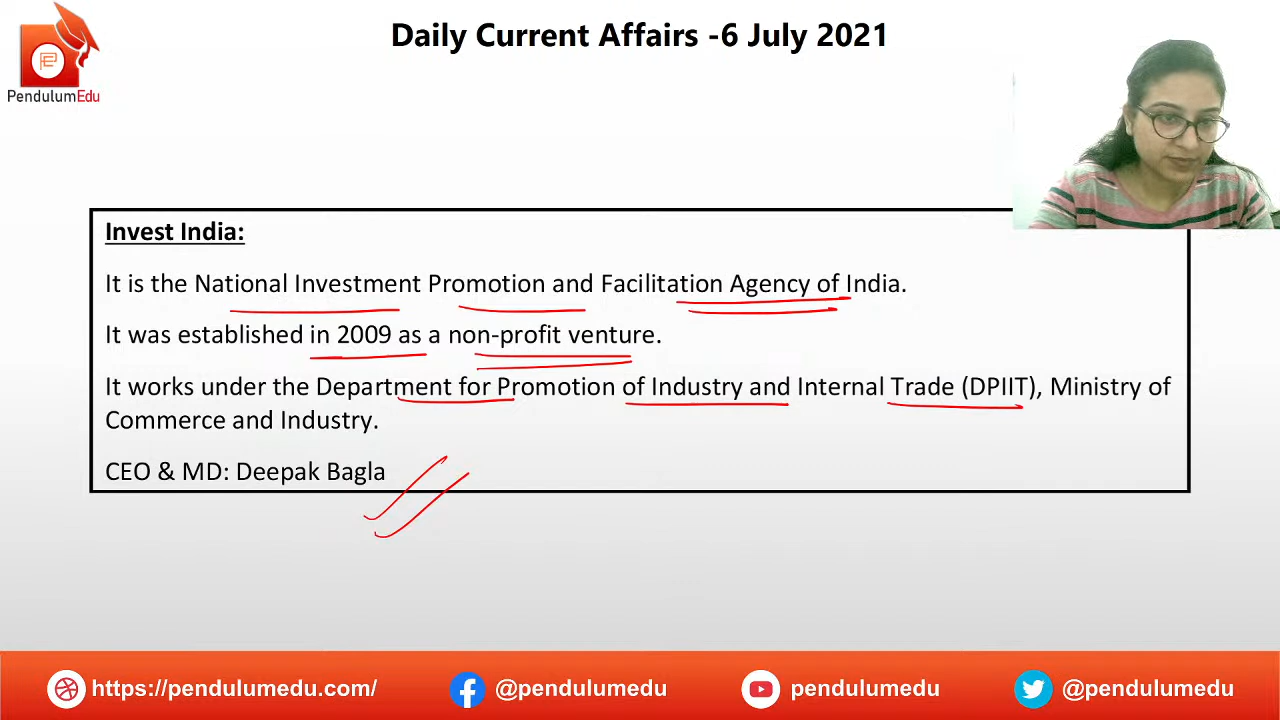 Daily Current Affairs -6 July 2021
PendulumEdu
Invest India:
It is the National Investment Promotion and Facilitation Agency of India.
It was established in 2009 as a non-profit venture.
It works under the Department for Promotion of Industry and Internal Trade (DPIIT), Ministry of
Commerce and Industry.
CEO & MD: Deepak Bagla
https://pendulumedu.com/
@pendulumedu
pendulumedu
@pendulumedu